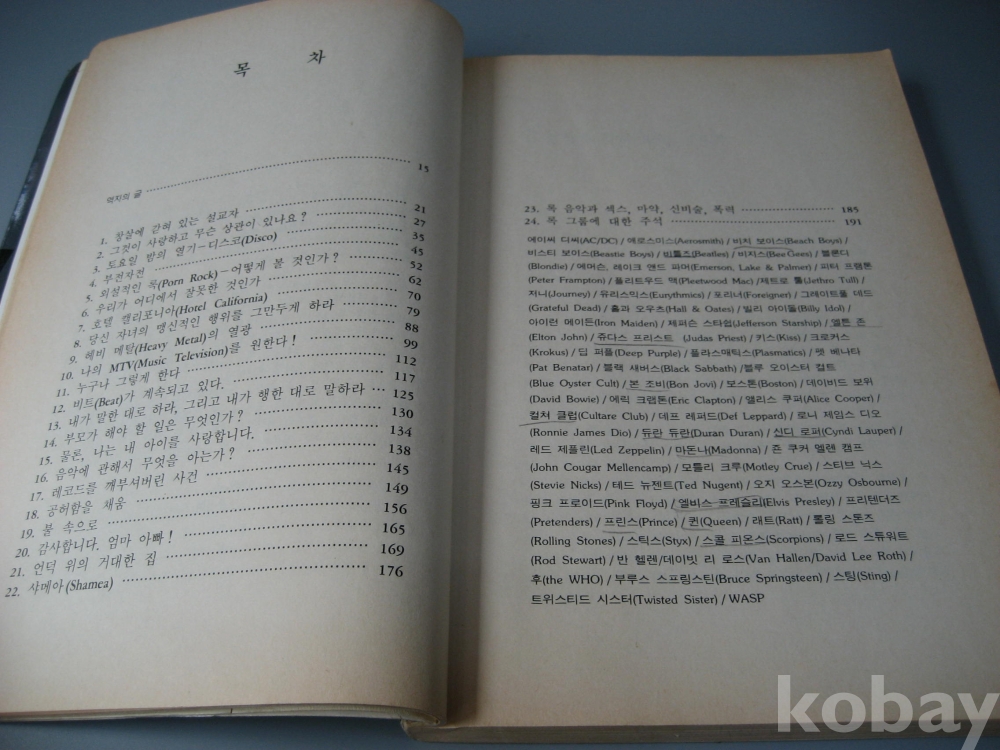 목 차
역자의 글 15
1. 창살에 갇혀 있는 설교자 21
2. 그것이 사랑하고 무슨 상관이 있나요? 27
3. 토요일 밤의 열기－디스코(Disco) 35
4. 부전자전 45
5. 외설적인 록(Porn Rock)－어떻게 볼 것인가? 52
6. 우리가 어디에서 잘못한 것인가 62
7. 호텔 캘리포니아(Hotel California) 70
8. 당신 자녀의 맹신적인 행위를 그만두게 하라 79
9. 헤비 메탈(Heavy Metal)의 열광 88
10. 나의 MTV(Music Television)를 원한다! 99
11. 누구나 그렇게 한다 112
12. 비트(Beat)가 계속되고 있다. 117
13. 내가 말한 대로 하라, 그리고 내가 행한 대로 말하라 125
14. 부모가 해야 할 일은 무엇인가? 130
15. 물론, 나는 내 아이를 사랑합니다. 134
16. 음악에 관해서 무엇을 아는가? 138
17. 레코드를 깨부셔버린 사건 145
18. 공허함을 채움 149
19. 불 속으로 156
20. 감사합니다. 엄마 아빠! 165
21. 언덕 위의 거대한 집 169
22. 샤메아(Shamea) 176
23. 록 음악과 섹스, 마약, 신비술, 폭력 185
24. 록 그룹에 대한 주석 191
에이씨 디씨(AC/DC) / 에로스미스(Aerosmith) / 비치 보이스(Beach Boys) /
비스티 보이스(Beastie Boys) / 비틀즈(Beatles) / 비지스(Bee Gees) / 블론디
(Blondie) / 에머슨, 레이크 앤드 파머(Emerson, Lake & Palmer) / 피터 프램톤
(Peter Frampton) / 플리트우드 맥(Fleetwood Mac) / 제트로 툴(Jethro Tull) /
저니(Journey) / 유리스믹스(Eurythmics) / 포리너(Foreigner) / 그레이트풀 데드
(Grateful Dead) / 홀과 오우츠(Hall & Oates) / 빌리 아이돌(Billy Idol) /
아이런 메이든(Iron Maiden) / 제퍼슨 스타쉽(Jefferson Starship) / 엘튼 존
(Elton John) / 쥬다스 프리스트 (Judas Priest) / 키스(Kiss) / 크로커스
(Krokus) / 딥 퍼플(Deep Purple) / 플라스매틱스(Plasmatics) / 팻 베나타
(Pat Benatar) / 블랙 새버스(Black Sabbath) / 블루 오이스터 컬트
(Blue Oyster Cult) / 본 조비(Bon Jovi) / 보스톤(Boston) / 데이비드 보위
(David Bowie) / 에릭 크랩톤(Eric Clapton) / 앨리스 쿠퍼(Alice Cooper) /
컬쳐 클럽(Cultare Club) / 데프 레퍼드(Def Leppard) / 로니 제임스 디오
(Ronnie James Dio) / 듀란 듀란(Duran Duran) / 신디 로퍼(Cyndi Lauper) /
레드 제플린(Led Zeppelin) / 마돈나(Madonna) / 죤 쿠커 멜렌 캠프
(John Cougar Mellencamp) / 모틀리 크루(Motley Crue) / 스티브 닉스
(Stevie Nicks) / 테드 뉴젠트(Ted Nugent) / 오지 오스본(Ozzy Osbourne) /
핑크 프로이드(Pink Floyd) / 엘비스 프레슬리(Elvis Presley) / 프리텐더즈
(Pretenders) / 프린스(Prince) / 퀸(Queen) / 래트(Ratt) / 롤링 스톤즈
(Rolling Stones) / 스틱스(Styx) / 스콜 피온스(Scorpions) / 로드 스튜워트
(Rod Stewart) / 반 헬렌/데이빗 리 로스(Van Hallen/David Lee Roth) /
후(the WHO) / 부루스 스프링스틴(Bruce Springsteen) / 스팅(Sting) /
트위스티드 시스터(Twisted Sister) / WASP
kobay